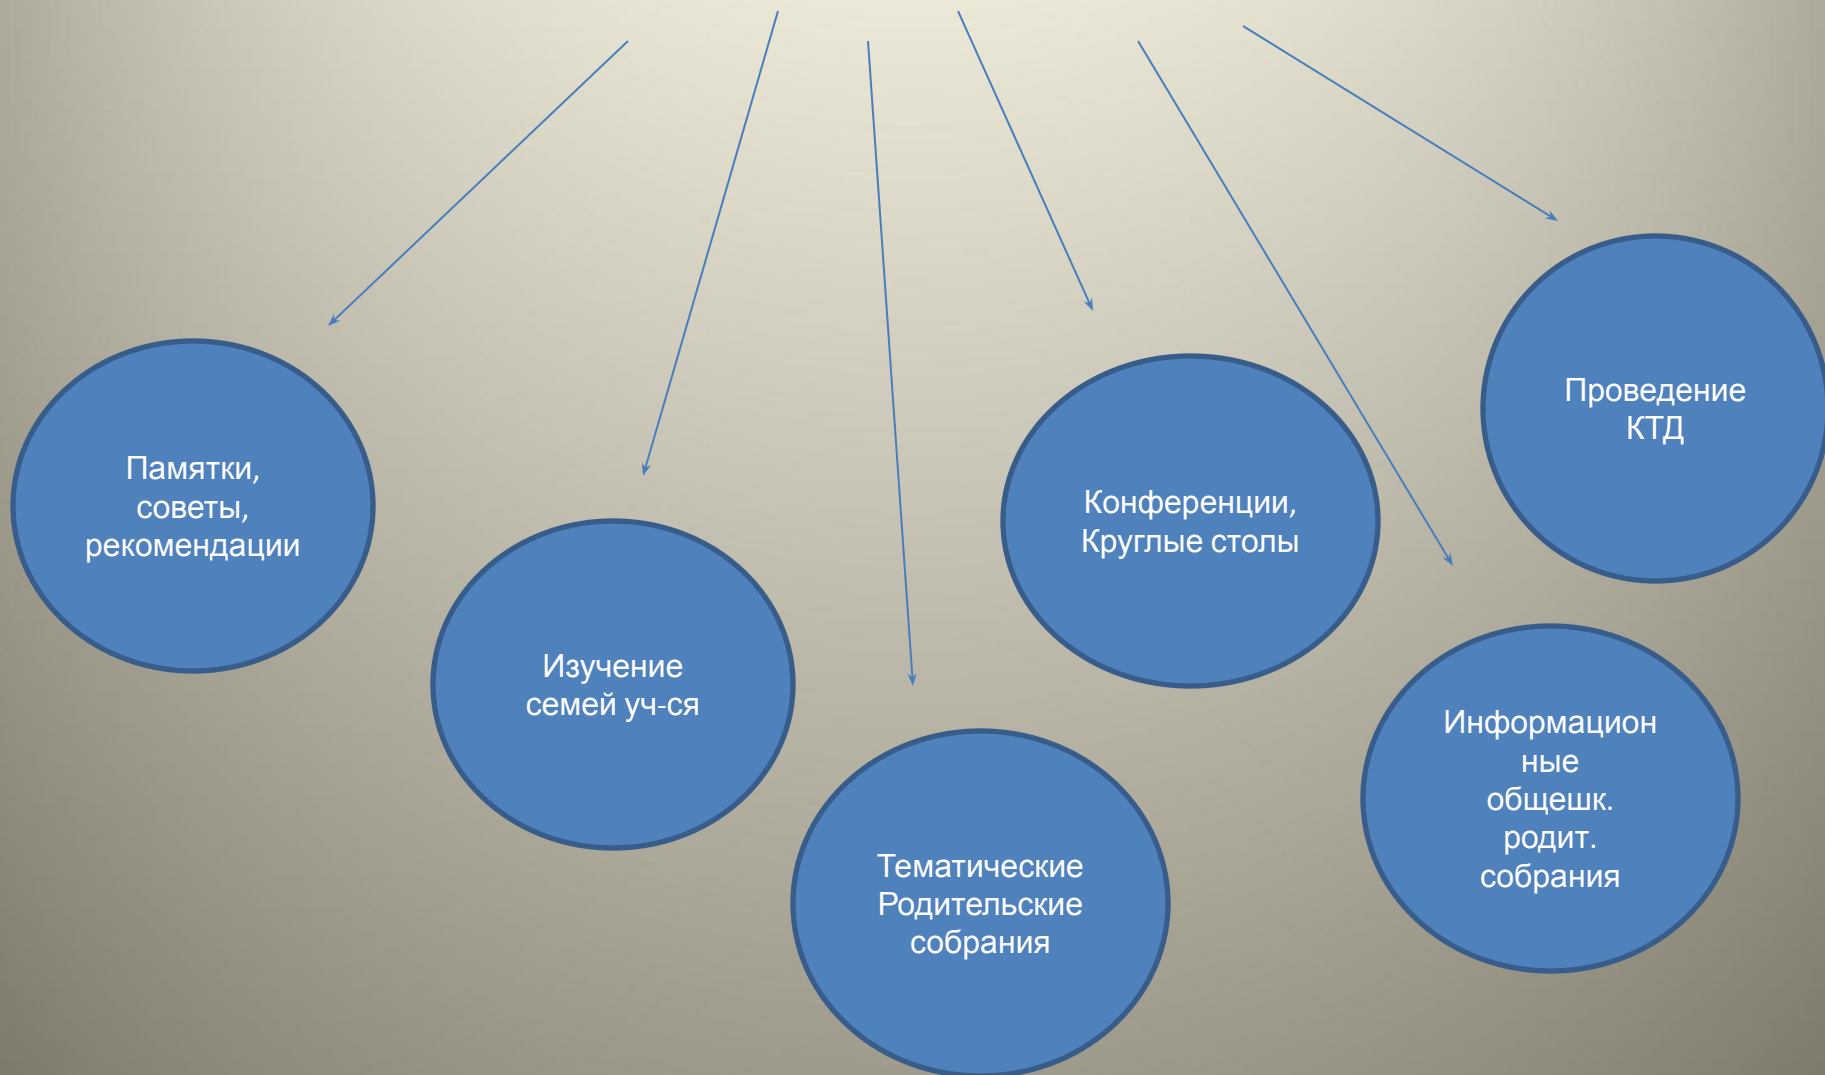 Памятки,
советы,
рекомендации
Изучение
семей уч-ся
Тематические
Родительские
собрания
Конференции,
Круглые столы
Информацион
ные
общешк.
родит.
собрания
Проведение
КТД